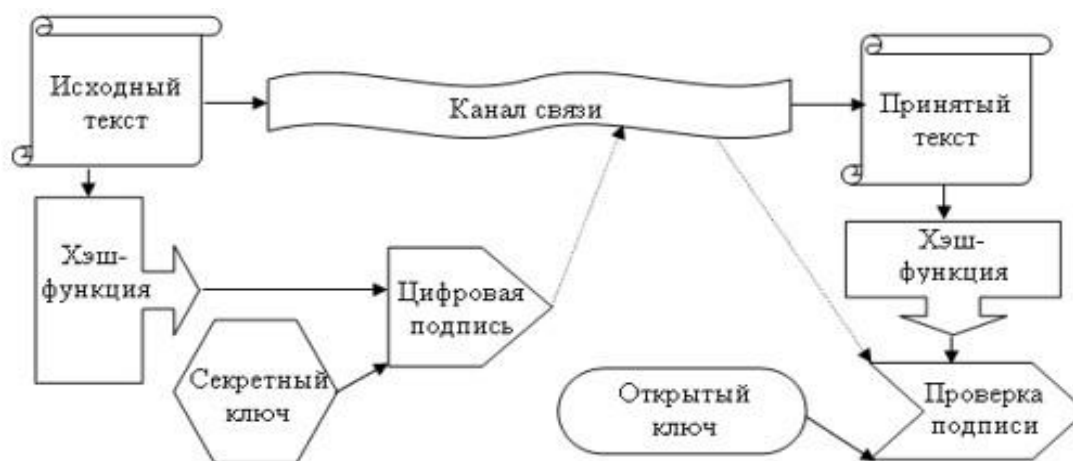 Исходный
текст
Канал связи
Принятый
текст
Хэш-
функция
Цифровая
подпись
Секретный
ключ
Хэш-
функция
Открытый
ключ
Проверка
подписи